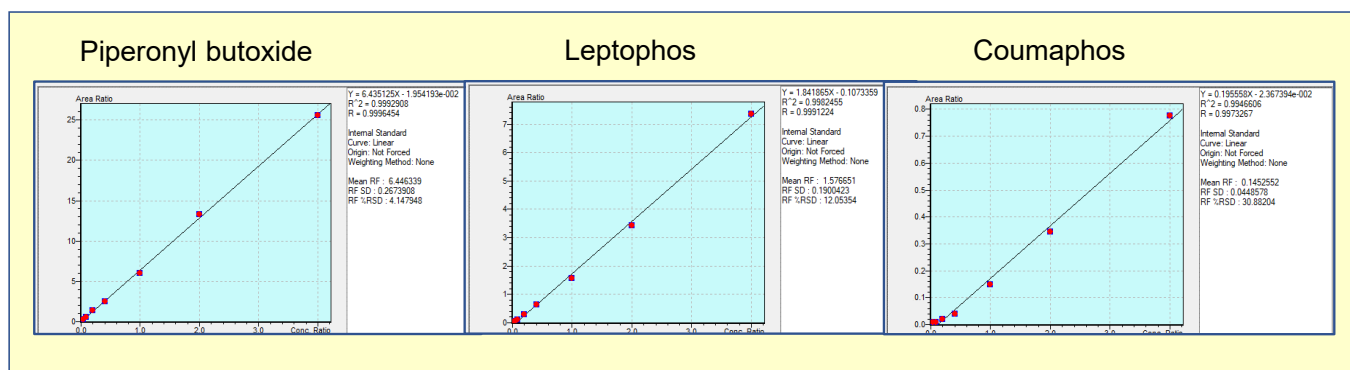 Piperonyl butoxide
Area Ratio
25
20
15
10
5
0
0.0 1.0 2.0 3.0 Conc. Ratio
Y = 6.435125X - 1.954193e-002
R^2 = 0.9992908
R = 0.9996454
Internal Standard
Curve: Linear
Origin: Not Forced
Weighting Method: None
Mean RF : 6.446339
RF SD : 0.2673908
RF %RSD : 4.147948
Leptophos
Area Ratio
7
6
5
4
3
2
1
0
0.0 1.0 2.0 3.0 Conc. Ratio
Y = 1.841865X - 0.1073359
R^2 = 0.9982455
R = 0.9991224
Internal Standard
Curve: Linear
Origin: Not Forced
Weighting Method: None
Mean RF : 1.576651
RF SD : 0.1900423
RF %RSD : 12.05354
Coumaphos
Area Ratio
0.8
0.7
0.6
0.5
0.4
0.3
0.2
0.1
0.0
0.0 1.0 2.0 3.0 Conc. Ratio
Y = 0.195558X - 2.367394e-002
R^2 = 0.9946606
R = 0.9973267
Internal Standard
Curve: Linear
Origin: Not Forced
Weighting Method: None
Mean RF : 0.1452552
RF SD : 0.0448578
RF %RSD : 30.88204